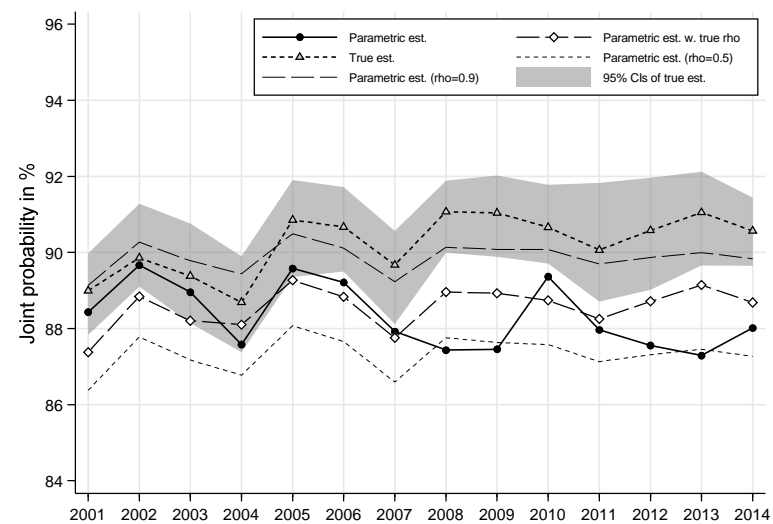 96
94
92
90
88
86
84
Joint probability in %
Parametric est.
Parametric est. w. true rho
True est.
Parametric est. (rho=0.5)
Parametric est. (rho=0.9)
95% CIs of true est.
2001 2002 2003 2004 2005 2006 2007 2008 2009 2010 2011 2012 2013 2014